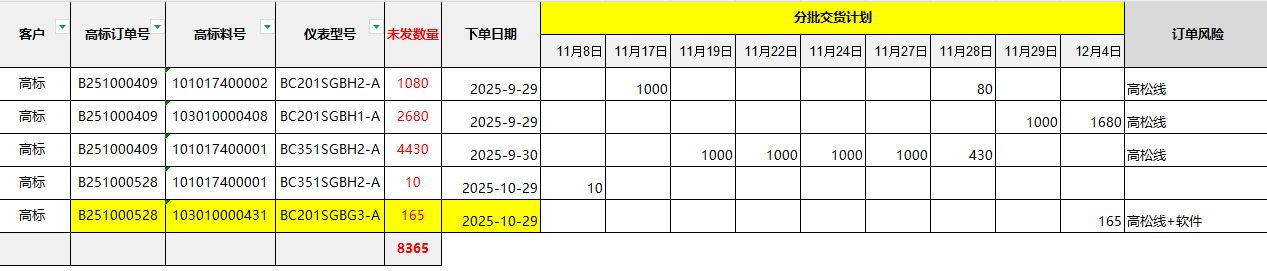 客户 高标订单号 高标料号 仪表型号 未发数量 下单日期 分批交货计划 订单风险
11月8日 11月17日 11月19日 11月22日 11月24日 11月27日 11月28日 11月29日 12月4日
高标 B251000409 101017400002 BC201SGBH2-A 1080 2025-9-29 1000 80 高松线
高标 B251000409 103010000408 BC201SGBH1-A 2680 2025-9-29 1000 1680 高松线
高标 B251000409 101017400001 BC351SGBH2-A 4430 2025-9-30 1000 1000 1000 1000 430 高松线
高标 B251000528 101017400001 BC351SGBH2-A 10 2025-10-29 10
高标 B251000528 103010000431 BC201SGBG3-A 165 2025-10-29 165 高松线+软件
8365